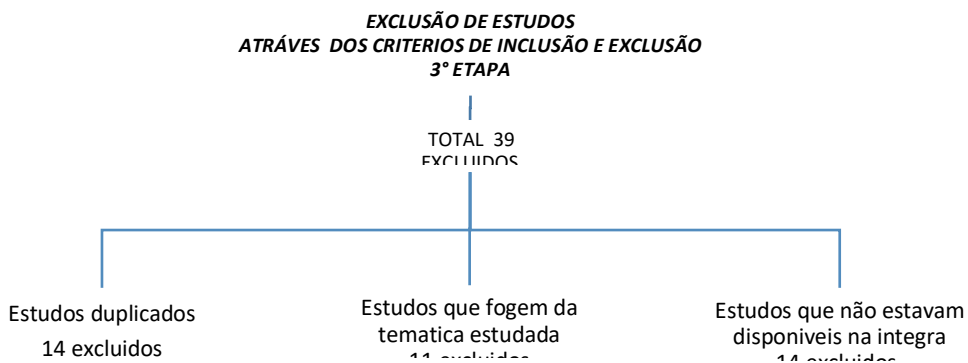 EXCLUSÃO DE ESTUDOS
ATRÁVES DOS CRITERIOS DE INCLUSÃO E EXCLUSÃO
3° ETAPA
TOTAL 39
EXCLUIDOS
Estudos duplicados
14 excluidos
Estudos que fogem da
tematica estudada
11 excluidos
Estudos que não estavam
disponiveis na integra
14 excluidos